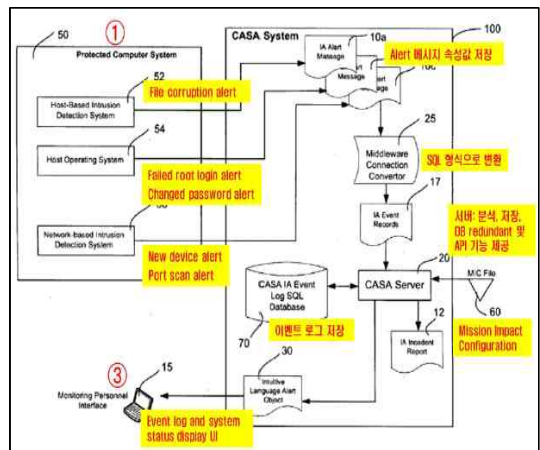 50
①
Protected Computer System
52
File corruption alert
Host-Based Intrusion
Detection System
54
Host Operating System
Failed root login alert
Changed password alert
Network-based Intrusion
Detection System
New device alert
Port scan alert
CASA System
100
10a
IA Alert
Message
Alert 메시지 속성값 저장
Message
25
Middleware
Connection
Convertor
SQL 형식으로 변환
17
IA Event
Records
서버: 분석, 저장,
DB redundant 및
API 기능 제공
20
CASA Server
MIC File
60
Mission Impact
Configuration
CASA IA Event
Log SQL
Database
이벤트 로그 저장
70
12
IA Incedent
Report
30
Intuitive
Language Alert
Object
③
15
Monitoring Personnel
Interface
Event log and system
status display UI